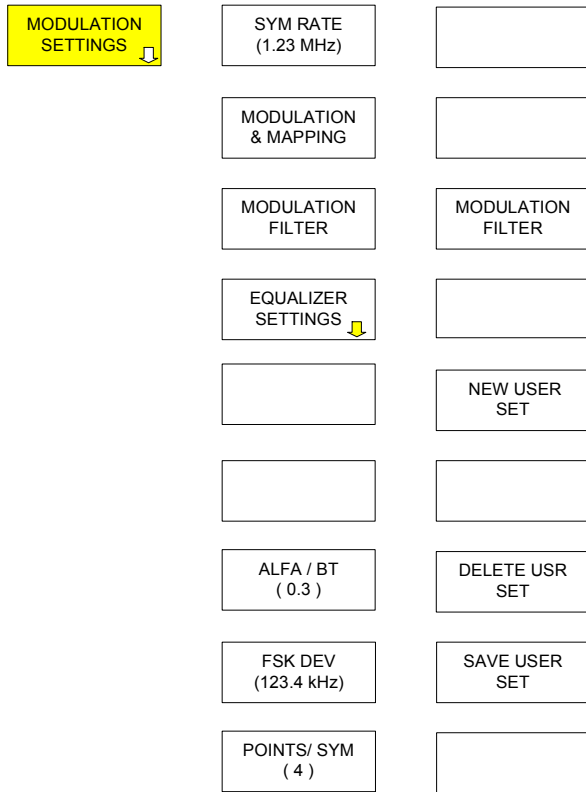 MODULATION
SETTINGS
SYM RATE
(1.23 MHz)
MODULATION
& MAPPING
MODULATION
FILTER
MODULATION
FILTER
EQUALIZER
SETTINGS
NEW USER
SET
ALFA / BT
( 0.3 )
DELETE USR
SET
FSK DEV
(123.4 kHz)
SAVE USER
SET
POINTS/ SYM
( 4 )